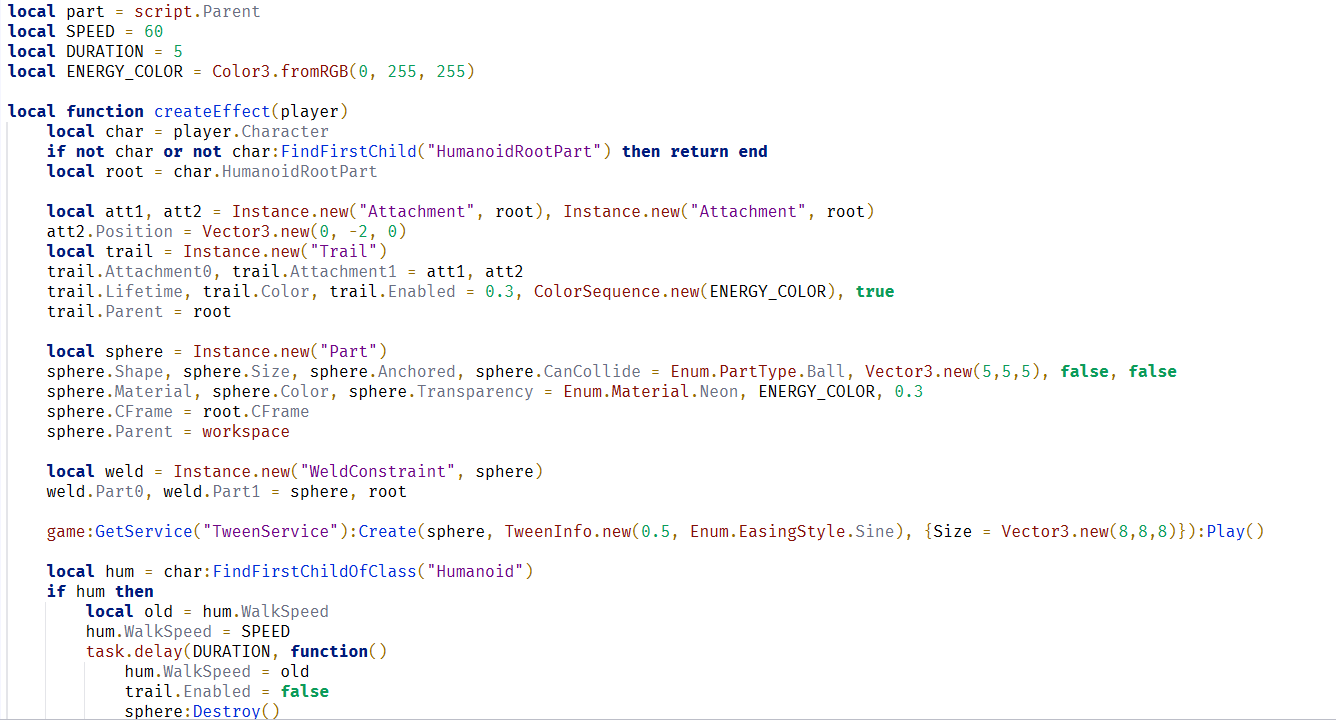 local part = script.Parent
local SPEED = 60
local DURATION = 5
local ENERGY_COLOR = Color3.fromRGB(0, 255, 255)
local function createEffect(player)
local char = player.Character
if not char or not char:FindFirstChild("HumanoidRootPart") then return end
local root = char.HumanoidRootPart
local att1, att2 = Instance.new("Attachment", root), Instance.new("Attachment", root)
att2.Position = Vector3.new(0, -2, 0)
local trail = Instance.new("Trail")
trail.Attachment0, trail.Attachment1 = att1, att2
trail.Lifetime, trail.Color, trail.Enabled = 0.3, ColorSequence.new(ENERGY_COLOR), true
trail.Parent = root
local sphere = Instance.new("Part")
sphere.Shape, sphere.Size, sphere.Anchored, sphere.CanCollide = Enum.PartType.Ball, Vector3.new(5,5,5), false, false
sphere.Material, sphere.Color, sphere.Transparency = Enum.Material.Neon, ENERGY_COLOR, 0.3
sphere.CFrame = root.CFrame
sphere.Parent = workspace
local weld = Instance.new("WeldConstraint", sphere)
weld.Part0, weld.Part1 = sphere, root
game:GetService("TweenService"):Create(sphere, TweenInfo.new(0.5, Enum.EasingStyle.Sine), {Size = Vector3.new(8,8,8)}):Play()
local hum = char:FindFirstChildOfClass("Humanoid")
if hum then
local old = hum.WalkSpeed
hum.WalkSpeed = SPEED
task.delay(DURATION, function()
hum.WalkSpeed = old
trail.Enabled = false
sphere:Destroy()